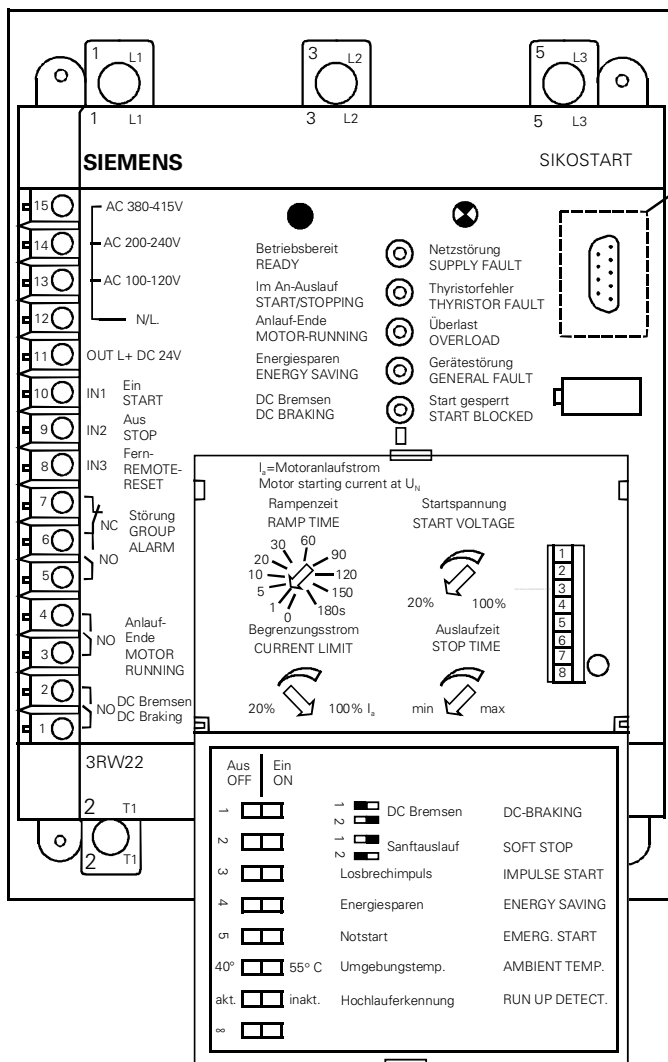 1 L1
3 L2
5 L3
1 L1
3 L2
5 L3
SIEMENS
SIKOSTART
15 AC 380-415V
14 AC 200-240V
13 AC 100-120V
12 N/L.
11 OUT L+ DC 24V
10 IN1 Ein
START
9 IN2 Aus
STOP
8 IN3 Fern-
REMOTE-
RESET
7
6
5
NC
NO
Störung
GROUP
ALARM
4
3
NO
Anlauf-
Ende
MOTOR
RUNNING
2
1
NO
DC Bremsen
DC Braking
Betriebsbereit
READY
Im An-Auslauf
START/STOPPING
Anlauf-Ende
MOTOR-RUNNING
Energiesparen
ENERGY SAVING
DC Bremsen
DC BRAKING
Netzstörung
SUPPLY FAULT
Thyristorfehler
THYRISTOR FAULT
Überlast
OVERLOAD
Gerätestörung
GENERAL FAULT
Start gesperrt
START BLOCKED
Ia=Motoranlaufstrom
Motor starting current at UN
Rampenzeit
RAMP TIME
0 1 5 10 20 30 60 90 120 150 180s
Startspannung
START VOLTAGE
20% 100%
Begrenzungsstrom
CURRENT LIMIT
20% 100% Ia
Auslaufzeit
STOP TIME
min max
1
2
3
4
5
6
7
8
3RW22
2 T1
2 T1
Aus Ein
OFF ON
1
1
2
DC Bremsen DC-BRAKING
2
1
2
Sanftauslauf SOFT STOP
3 Losbrechimpuls IMPULSE START
4 Energiesparen ENERGY SAVING
5 Notstart EMERG. START
40° 55° C Umgebungstemp. AMBIENT TEMP.
akt. inakt. Hochlauferkennung RUN UP DETECT.
8